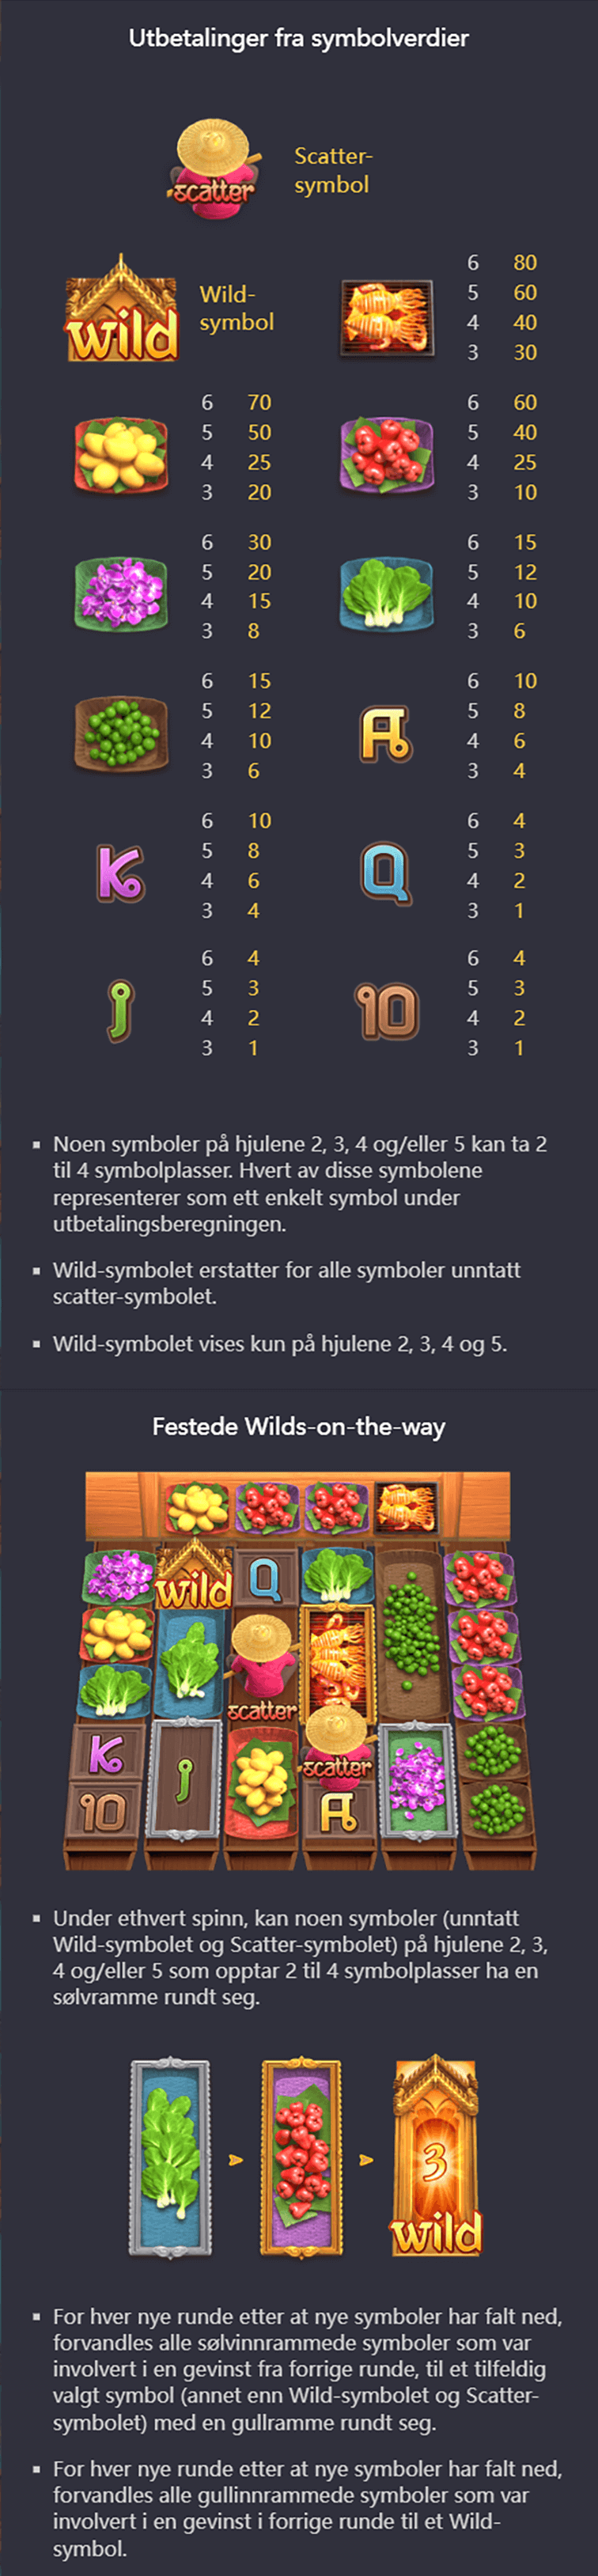 Utbetalinger fra symbolverdier
scatter
Scatter-
symbol
wild
Wild-
symbol
6 80
5 60
4 40
3 30
6 70
5 50
4 25
3 20
6 60
5 40
4 25
3 10
6 30
5 20
4 15
3 8
6 15
5 12
4 10
3 6
6 15
5 12
4 10
3 6
A
6 10
5 8
4 6
3 4
K
6 10
5 8
4 6
3 4
Q
6 4
5 3
4 2
3 1
J
6 4
5 3
4 2
3 1
10
6 4
5 3
4 2
3 1
▪ Noen symboler på hjulene 2, 3, 4 og/eller 5 kan ta 2
til 4 symbolplasser. Hvert av disse symbolene
representerer som ett enkelt symbol under
utbetalingsberegningen.
▪ Wild-symbolet erstatter for alle symboler unntatt
scatter-symbolet.
▪ Wild-symbolet vises kun på hjulene 2, 3, 4 og 5.
Festede Wilds-on-the-way
wild
Q
scatter
K
J
scatter
10
A
▪ Under ethvert spinn, kan noen symboler (unntatt
Wild-symbolet og Scatter-symbolet) på hjulene 2, 3,
4 og/eller 5 som opptar 2 til 4 symbolplasser ha en
sølvramme rundt seg.
3
wild
▪ For hver nye runde etter at nye symboler har falt ned,
forvandles alle sølvinnrammede symboler som var
involvert i en gevinst fra forrige runde, til et tilfeldig
valgt symbol (annet enn Wild-symbolet og Scatter-
symbolet) med en gullramme rundt seg.
▪ For hver nye runde etter at nye symboler har falt ned,
forvandles alle gullinnrammede symboler som var
involvert i en gevinst i forrige runde til et Wild-
symbol.